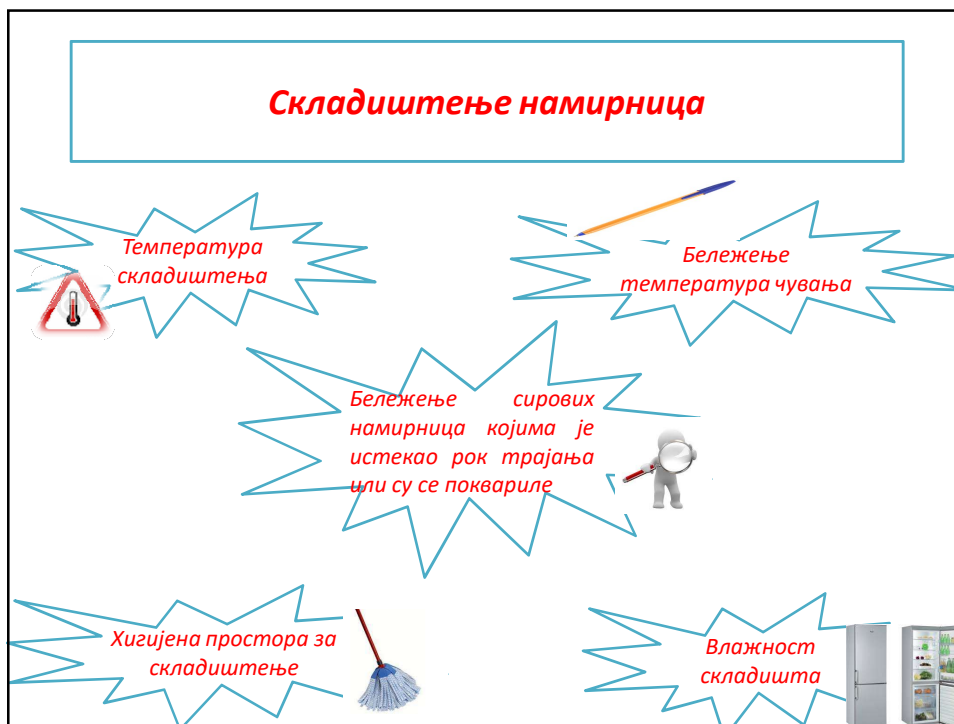 Складиштење намирница
Температура
складиштења
Бележење
температура чувања
Бележење сирових
намирница којима је
истекао рок трајања
или су се поквариле
Хигијена простора за
складиштење
Влажност
складишта